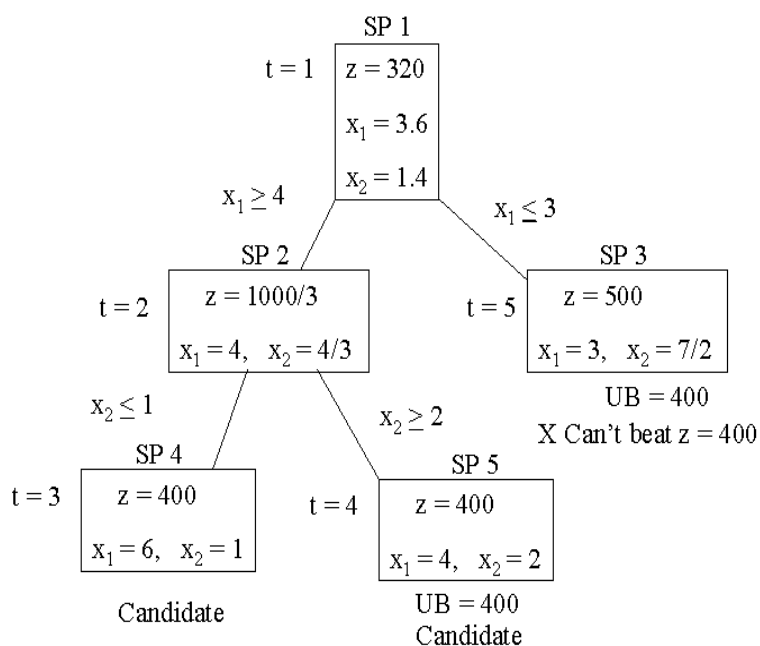 SP 1
t = 1
z = 320
x₁ = 3.6
x₂ = 1.4
x₁ ≥ 4
x₁ ≤ 3
SP 2
t = 2
z = 1000/3
x₁ = 4, x₂ = 4/3
SP 3
t = 5
z = 500
x₁ = 3, x₂ = 7/2
UB = 400
X Can't beat z = 400
x₂ ≤ 1
x₂ ≥ 2
SP 4
t = 3
z = 400
x₁ = 6, x₂ = 1
Candidate
SP 5
t = 4
z = 400
x₁ = 4, x₂ = 2
UB = 400
Candidate